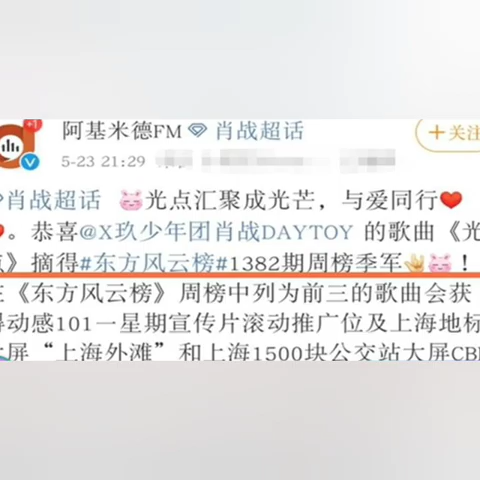 +1
阿基米德FM 肖战超话
+关注
5-23 21:29
肖战超话 光点汇聚成光芒，与爱同行
。恭喜@X玖少年团肖战DAYTOY 的歌曲《光
》摘得#东方风云榜#1382期周榜季军！
《东方风云榜》周榜中列为前三的歌曲会获
得动感101一星期宣传片滚动推广位及上海地标
大屏“上海外滩”和上海1500块公交站大屏CBD